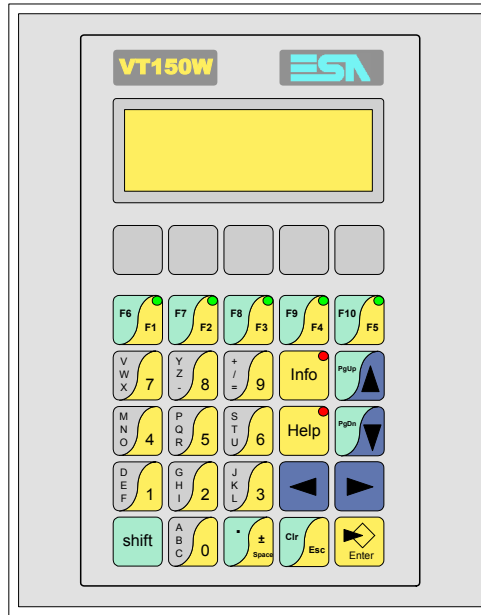 VT150W ESA
F6 F1 F7 F2 F8 F3 F9 F4 F10 F5
V W X 7 Y Z - 8 + / = 9 Info PgUp
M N O 4 P Q R 5 S T U 6 Help PgDn
D E F 1 G H I 2 J K L 3
shift A B C 0 . ± Space Clr Esc Enter